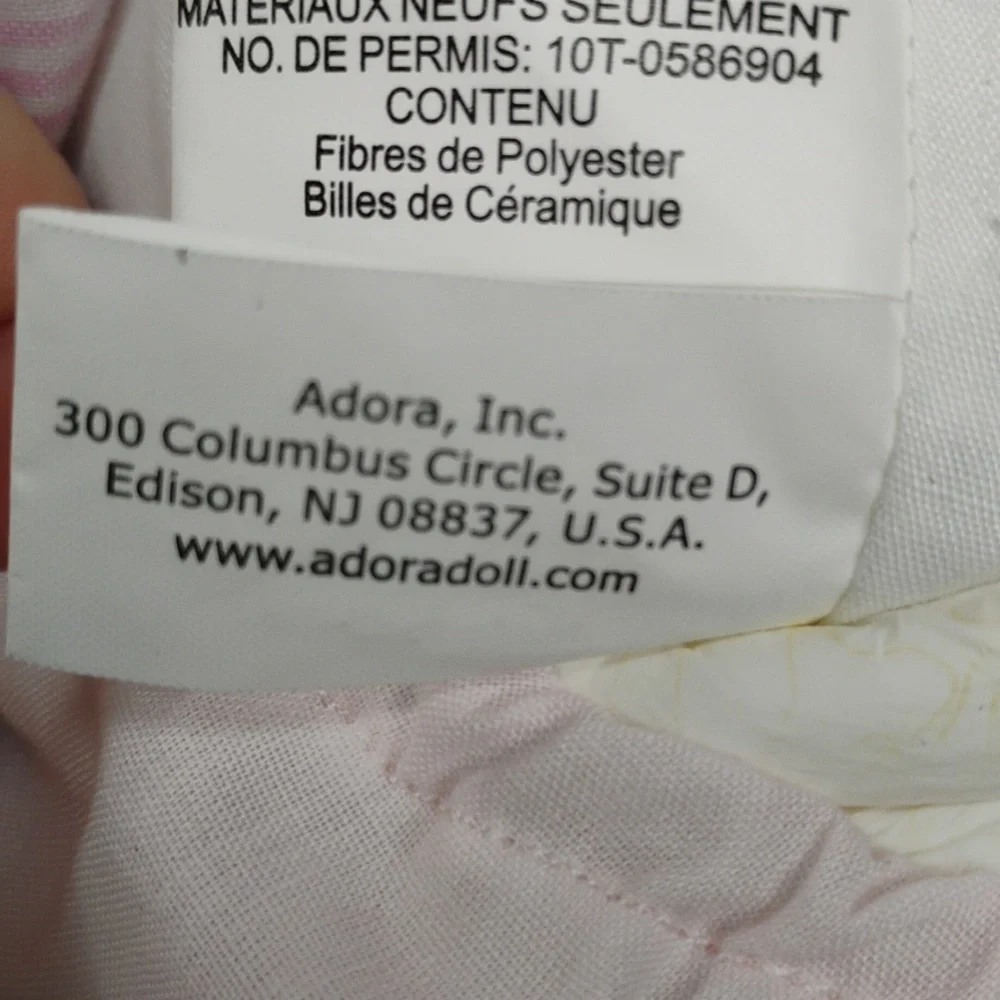 MATERIAUX NEUFS SEULEMENT
NO. DE PERMIS: 10T-0586904
CONTENU
Fibres de Polyester
Billes de Céramique
Adora, Inc.
300 Columbus Circle, Suite D,
Edison, NJ 08837, U.S.A.
www.adoradoll.com